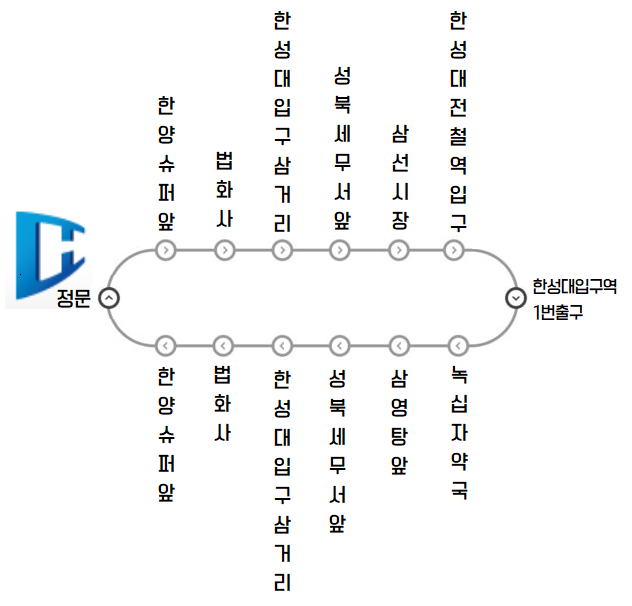 한양슈퍼앞
법화사
한성대입구삼거리
성북세무서앞
삼선시장
한성대전철역입구
정문
한성대입구역
1번출구
한양슈퍼앞
법화사
한성대입구삼거리
성북세무서앞
삼영탕앞
녹십자약국